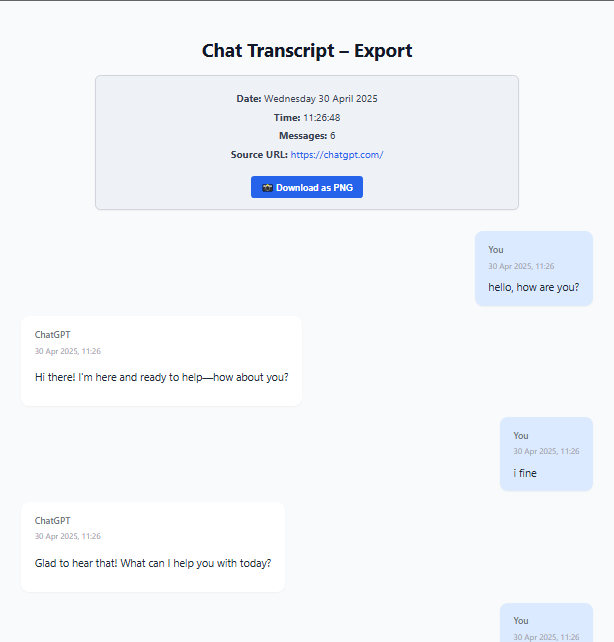 Chat Transcript – Export
Date: Wednesday 30 April 2025
Time: 11:26:48
Messages: 6
Source URL: https://chatgpt.com/
Download as PNG
You
30 Apr 2025, 11:26
hello, how are you?
ChatGPT
30 Apr 2025, 11:26
Hi there! I'm here and ready to help—how about you?
You
30 Apr 2025, 11:26
i fine
ChatGPT
30 Apr 2025, 11:26
Glad to hear that! What can I help you with today?
You
30 Apr 2025, 11:26